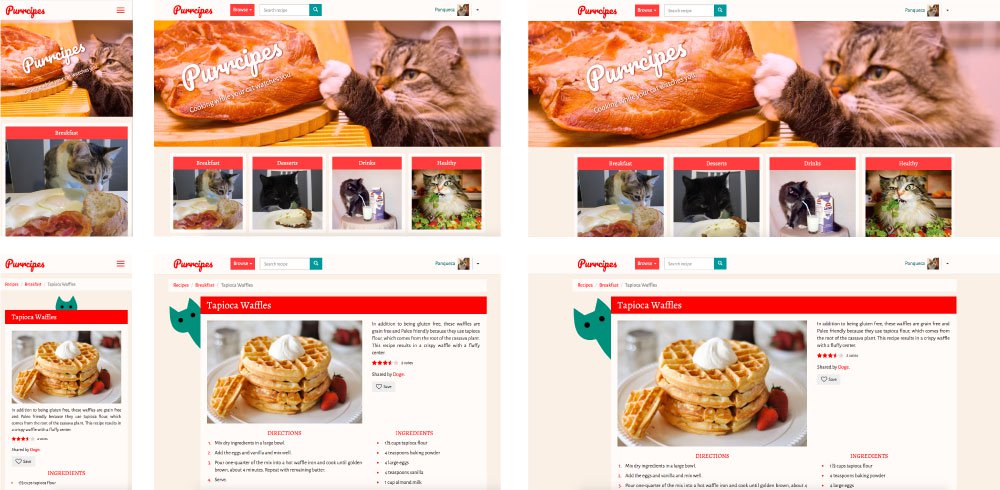 Purrcipes
Purrcipes
Cooking while your cat watches you
Breakfast
Purrcipes
Browse
Search recipe
Panqueca
Purrcipes
Cooking while your cat watches you
Breakfast
Desserts
Drinks
Healthy
Purrcipes
Browse
Search recipe
Panqueca
Purrcipes
Cooking while your cat watches you
Breakfast
Desserts
Drinks
Healthy
Purrcipes
Recipes / Breakfast / Tapioca Waffles
Tapioca Waffles
In addition to being gluten free, these waffles are grain free
and Paleo friendly because they use tapioca flour, which
comes from the root of the casava plant. This recipe results in
a crispy waffle with a fluffy center.
2 votes
Shared by Doge.
Save
INGREDIENTS
1 1/3 cups tapioca flour
Purrcipes
Browse
Search recipe
Panqueca
Recipes / Breakfast / Tapioca Waffles
Tapioca Waffles
In addition to being gluten free, these waffles are
grain free and Paleo friendly because they use tapioca
flour, which comes from the root of the casava plant.
This recipe results in a crispy waffle with a fluffy
center.
2 votes
Shared by Doge.
Save
DIRECTIONS
1. Mix dry ingredients in a large bowl.
2. Add the eggs and vanilla and mix well.
3. Pour one-quarter of the mix into a hot waffle iron and cook until golden
brown, about 4 minutes. Repeat with remaining batter.
4. Serve.
INGREDIENTS
1 1/3 cups tapioca flour
4 teaspoons baking powder
4 large eggs
4 teaspoons vanilla
1 cup almond milk
Purrcipes
Browse
Search recipe
Panqueca
Recipes / Breakfast / Tapioca Waffles
Tapioca Waffles
In addition to being gluten free, these waffles are grain free and
Paleo friendly because they use tapioca flour, which comes from
the root of the casava plant. This recipe results in a crispy waffle
with a fluffy center.
2 votes
Shared by Doge.
Save
DIRECTIONS
1. Mix dry ingredients in a large bowl.
2. Add the eggs and vanilla and mix well.
3. Pour one-quarter of the mix into a hot waffle iron and cook until golden brown, about 4
INGREDIENTS
1 1/3 cups tapioca flour
4 teaspoons baking powder
4 large eggs